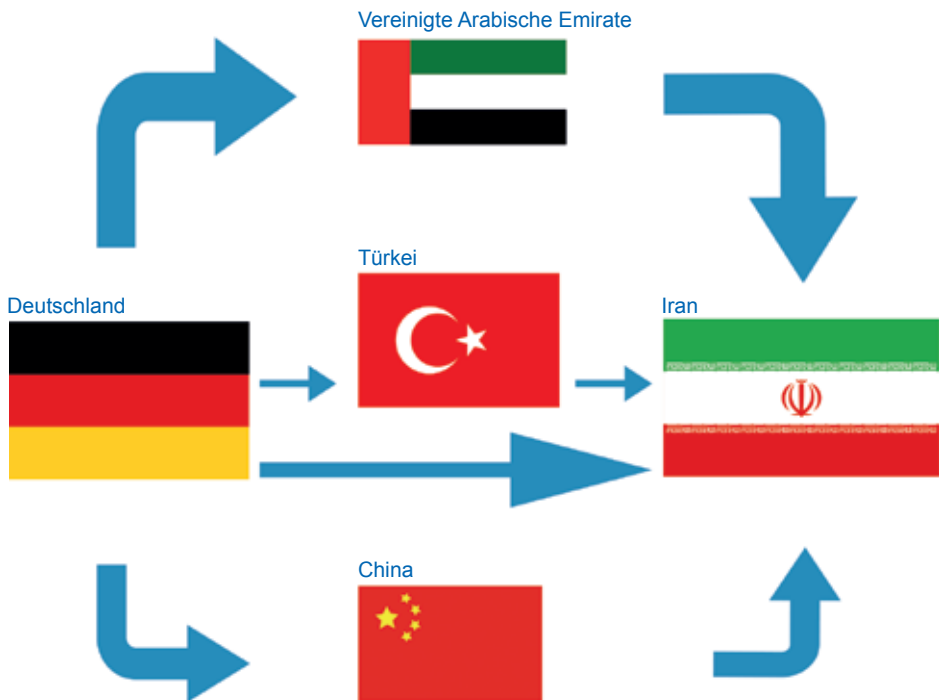 Vereinigte Arabische Emirate
Türkei
Deutschland
Iran
China